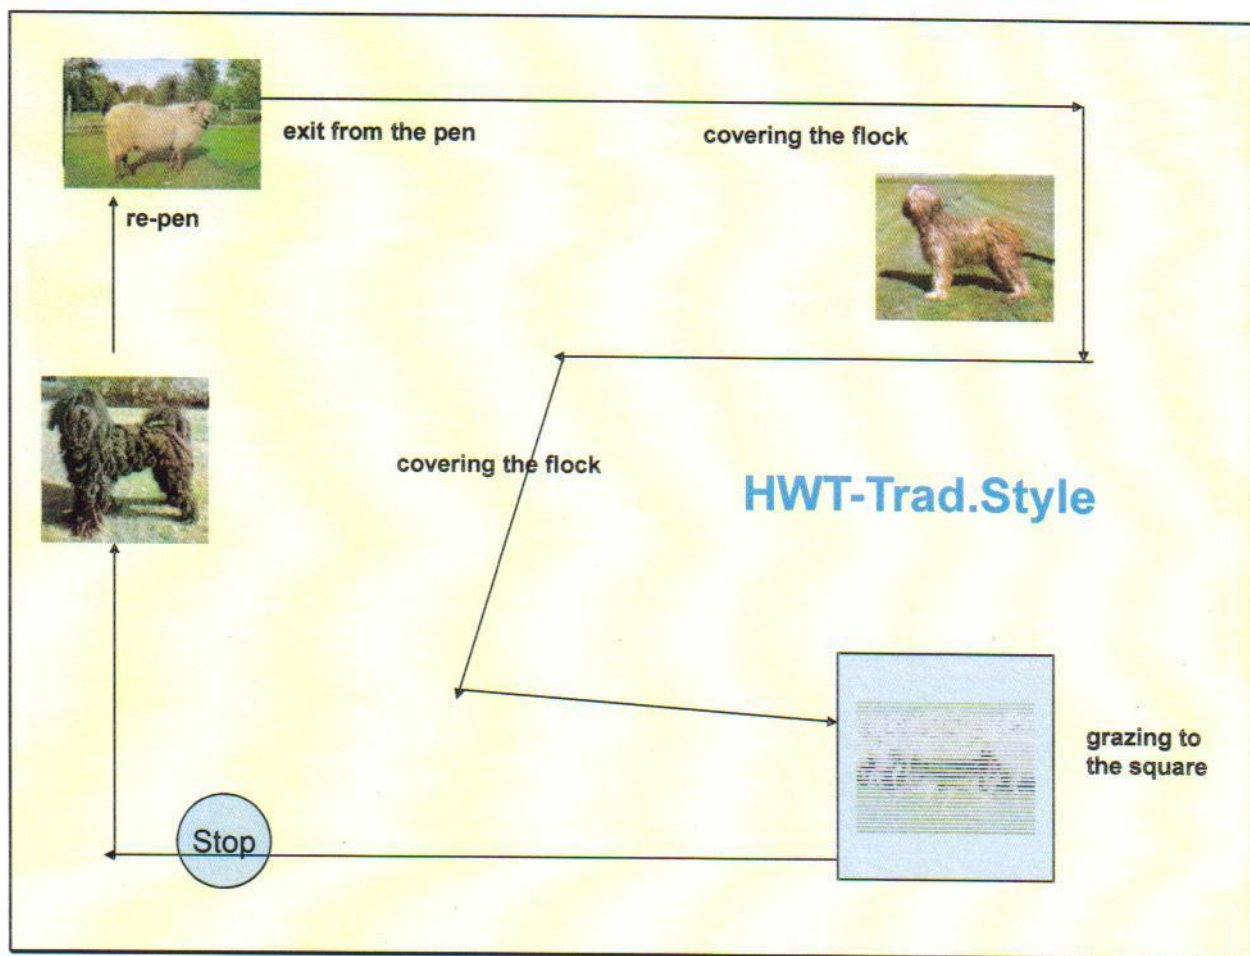 exit from the pen
covering the flock
re-pen
covering the flock
HWT-Trad.Style
grazing to
the square
Stop